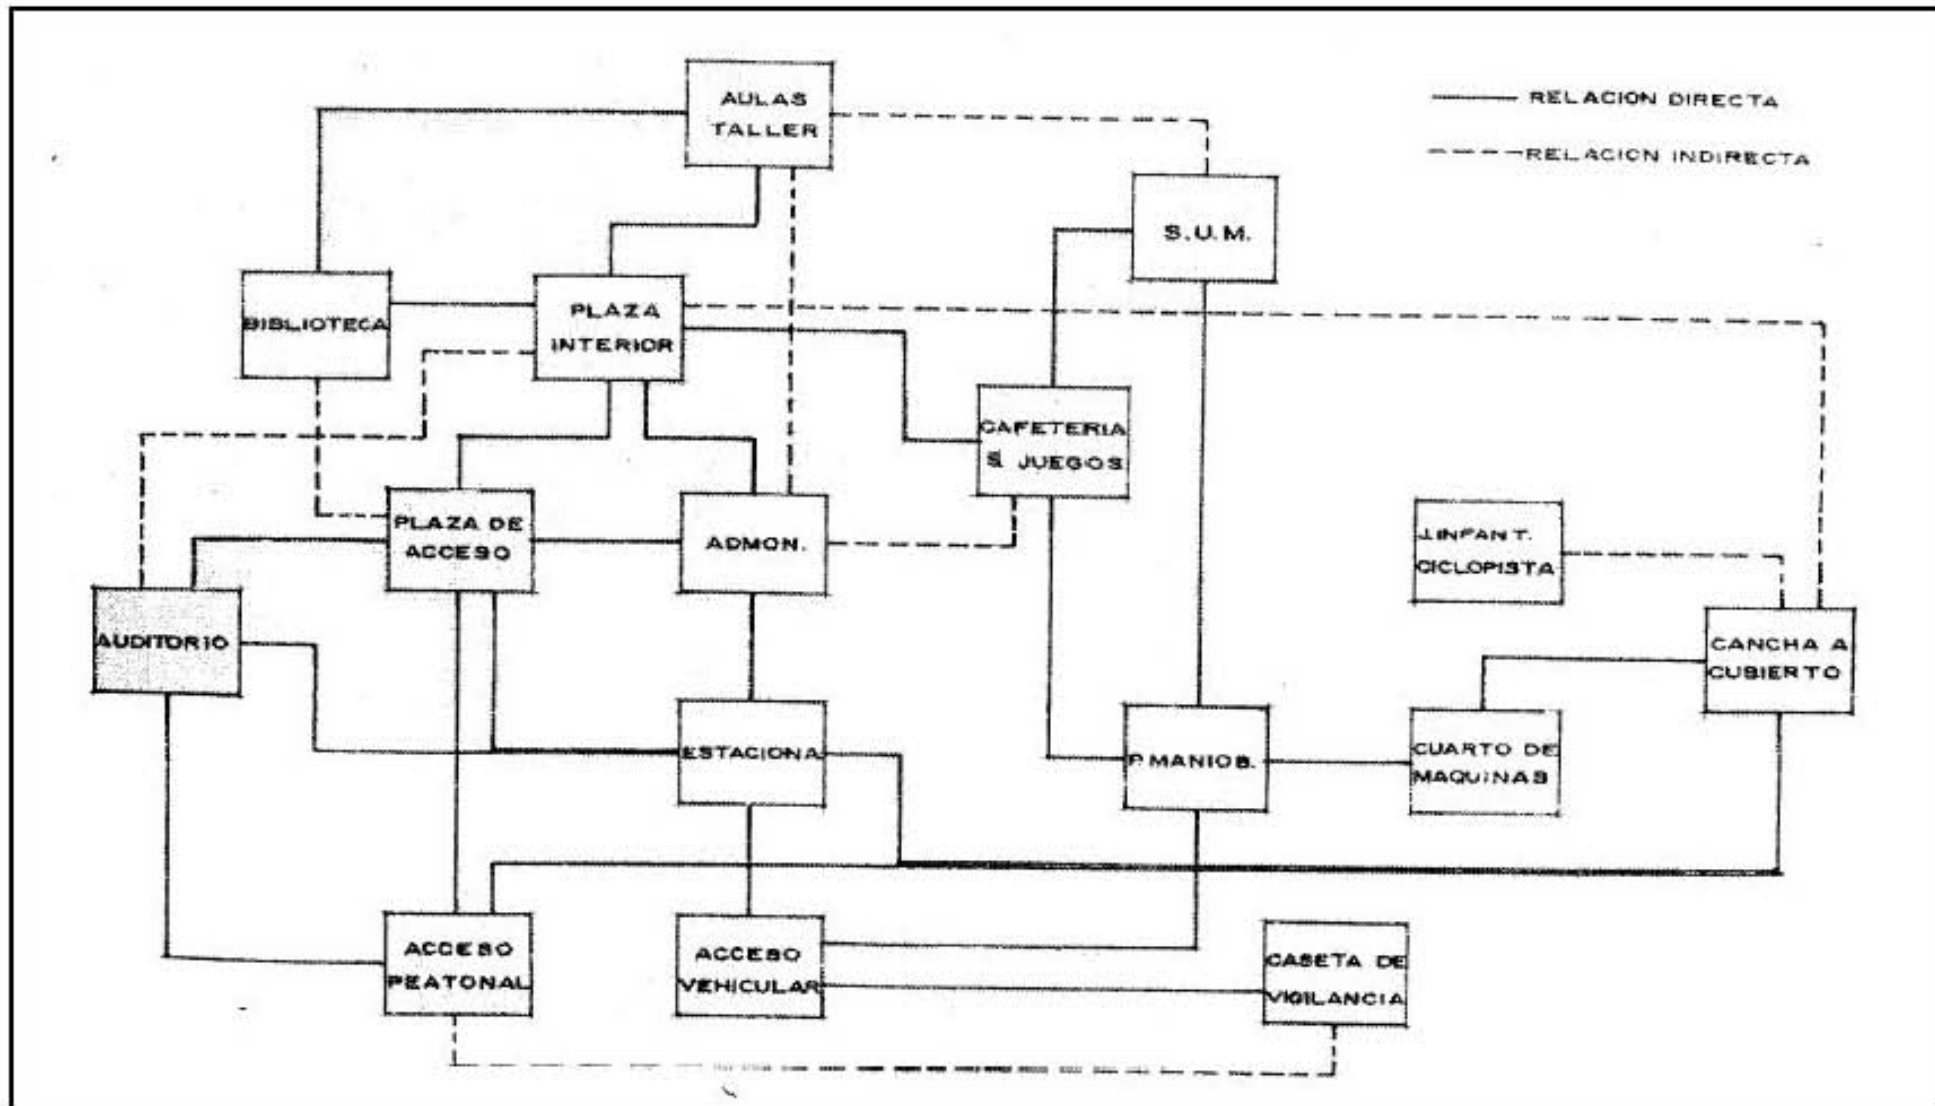 AULAS
TALLER
RELACION DIRECTA
RELACION INDIRECTA
S.U.M.
BIBLIOTECA
PLAZA
INTERIOR
CAFETERIA
S. JUEGOS
PLAZA DE
ACCESO
ADMON.
J.INFANT.
CICLOPISTA
AUDITORIO
CANCHA A
CUBIERTO
ESTACIONA
P. MANIOB.
CUARTO DE
MAQUINAS
ACCESO
PEATONAL
ACCESO
VEHICULAR
CASETA DE
VIGILANCIA